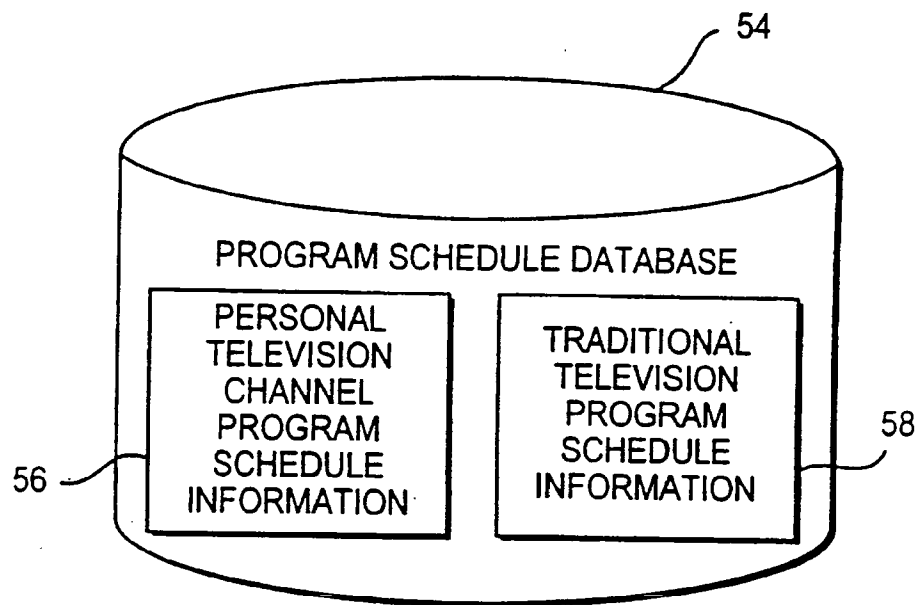 54
PROGRAM SCHEDULE DATABASE
PERSONAL
TELEVISION
CHANNEL
PROGRAM
SCHEDULE
INFORMATION
TRADITIONAL
TELEVISION
PROGRAM
SCHEDULE
INFORMATION
56
58